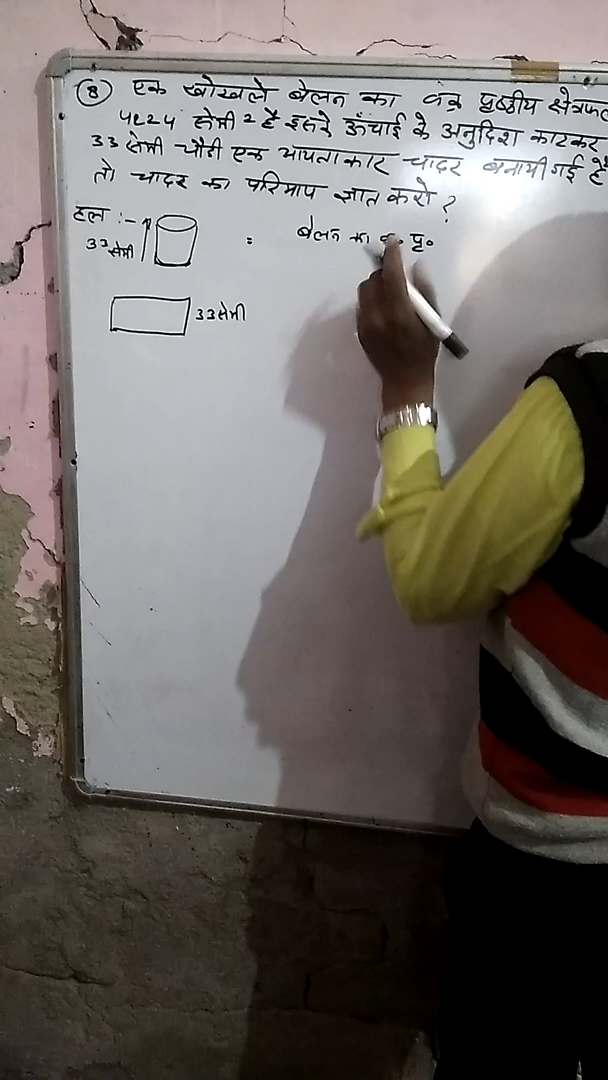 (8) एक खोखले बेलन का वक्र पृष्ठीय क्षेत्रफल
4224 सेमी² है इसे ऊँचाई के अनुदिश काटकर
33 सेमी चौडी एक आयताकार चादर बनायी गई है
तो चादर का परिमाप ज्ञात करो ?
हल :-
33 सेमी = बेलन का व० पृ०
33 सेमी